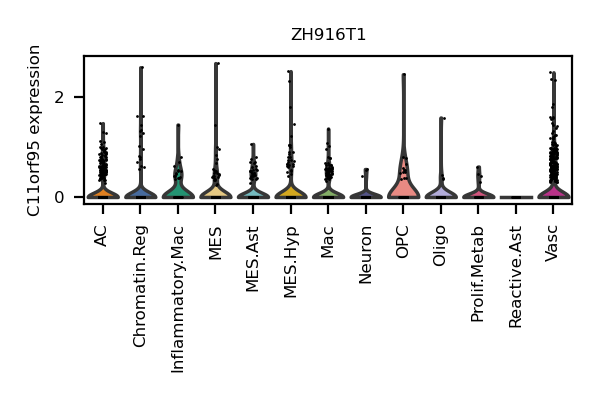 ZH916T1
C11orf95 expression
2
0
AC
Chromatin.Reg
Inflammatory.Mac
MES
MES.Ast
MES.Hyp
Mac
Neuron
OPC
Oligo
Prolif.Metab
Reactive.Ast
Vasc